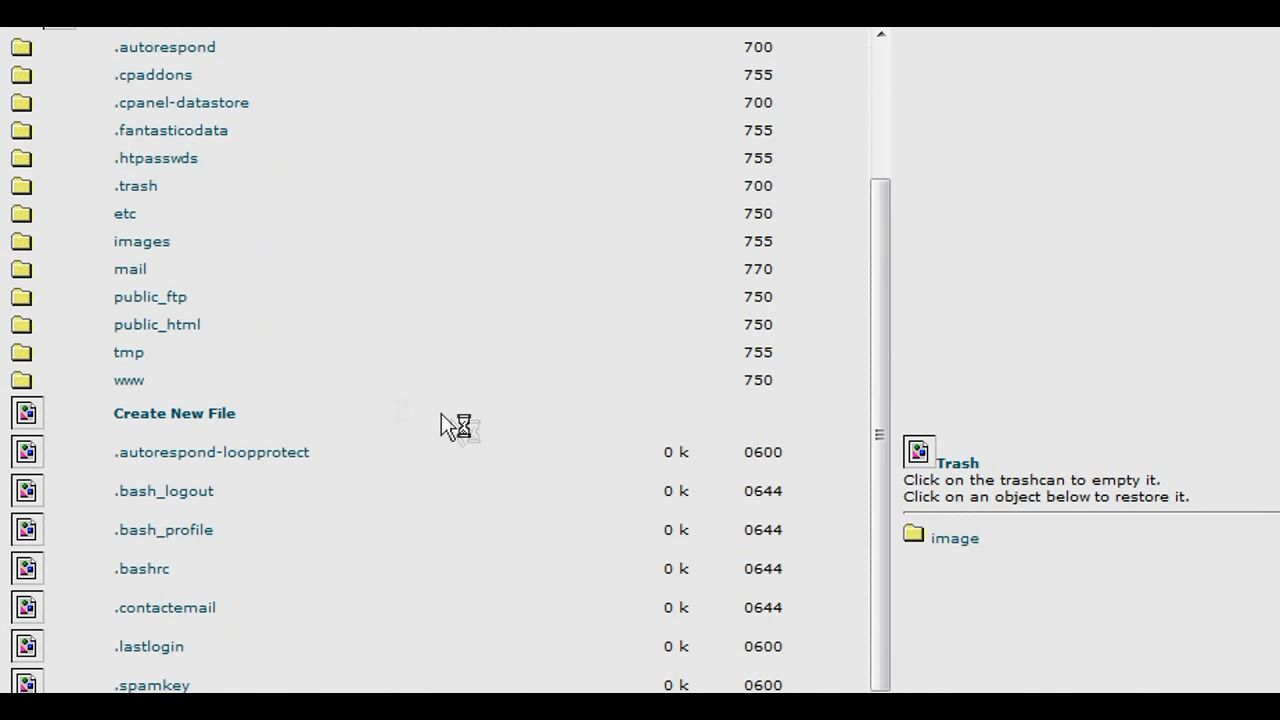 .autorespond 700
.cpaddons 755
.cpanel-datastore 700
.fantasticodata 755
.htpasswds 755
.trash 700
etc 750
images 755
mail 770
public_ftp 750
public_html 750
tmp 755
www 750
Create New File
.autorespond-loopprotect 0 k 0600
.bash_logout 0 k 0644
.bash_profile 0 k 0644
.bashrc 0 k 0644
.contactemail 0 k 0644
.lastlogin 0 k 0600
.spamkey 0 k 0600
Trash
Click on the trashcan to empty it.
Click on an object below to restore it.
image